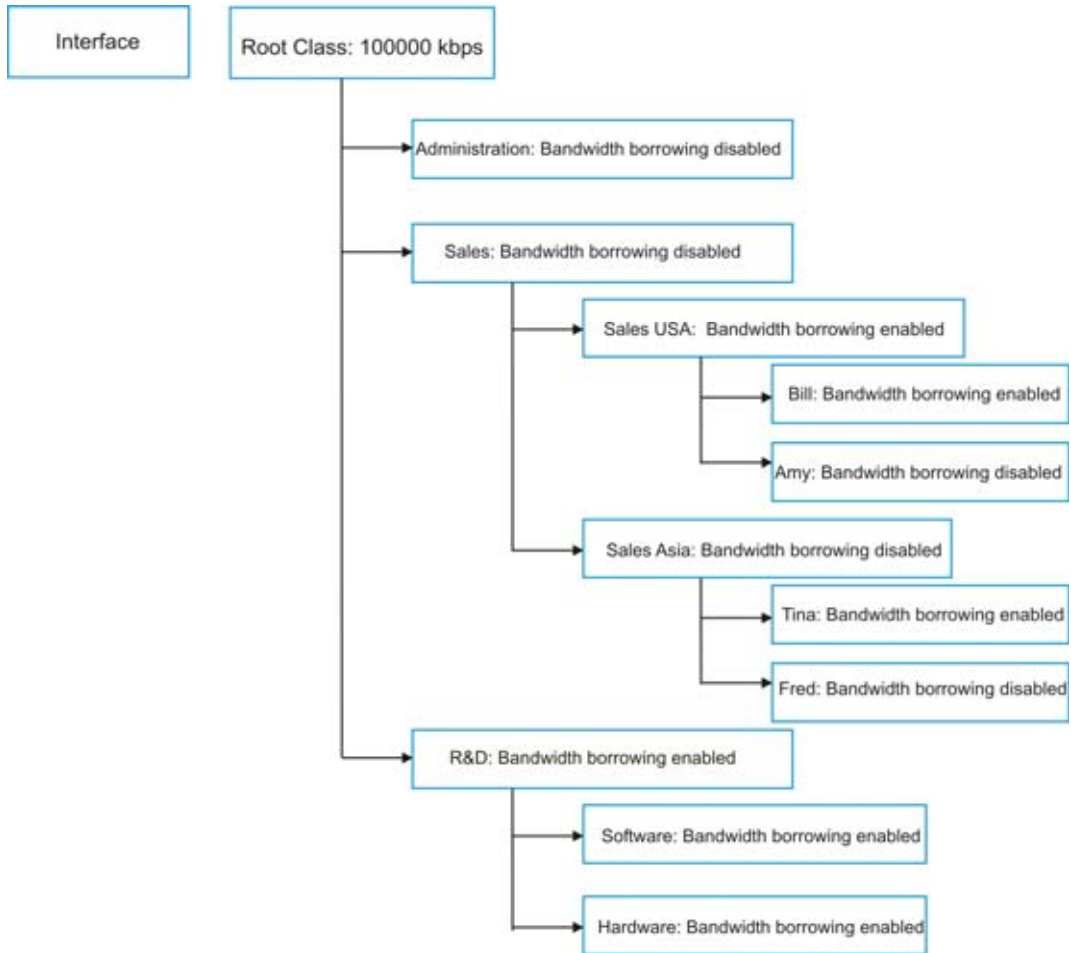 Interface
Root Class: 100000 kbps
Administration: Bandwidth borrowing disabled
Sales: Bandwidth borrowing disabled
Sales USA: Bandwidth borrowing enabled
Bill: Bandwidth borrowing enabled
Amy: Bandwidth borrowing disabled
Sales Asia: Bandwidth borrowing disabled
Tina: Bandwidth borrowing enabled
Fred: Bandwidth borrowing disabled
R&D: Bandwidth borrowing enabled
Software: Bandwidth borrowing enabled
Hardware: Bandwidth borrowing enabled